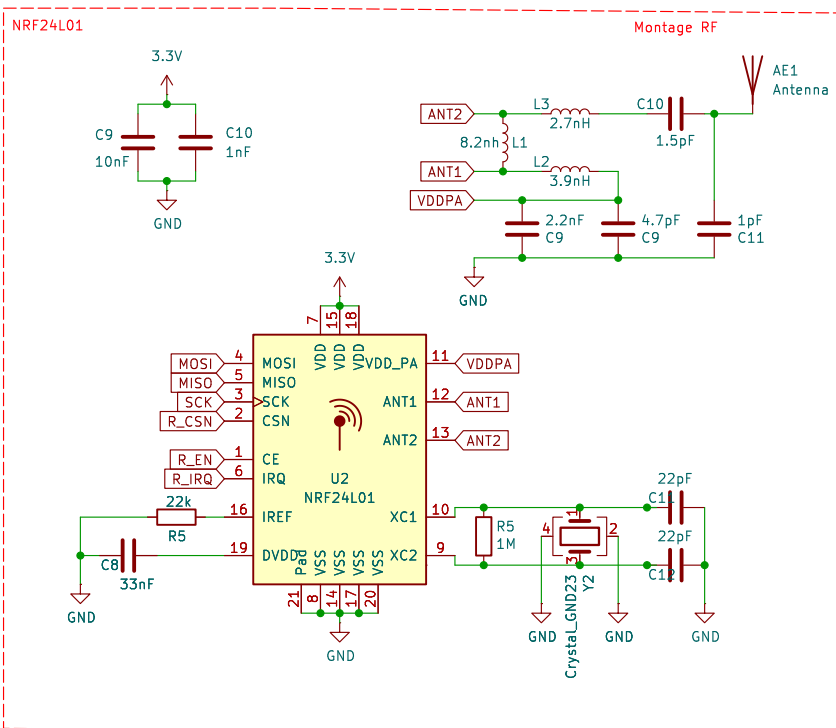 NRF24L01
Montage RF
3.3V
C9
10nF
C10
1nF
GND
AE1
Antenna
ANT2
L3
2.7nH
C10
1.5pF
8.2nh
L1
ANT1
L2
3.9nH
VDDPA
2.2nF
C9
4.7pF
C9
1pF
C11
GND
3.3V
7
15
18
VDD
VDD
VDD
MOSI
4
MOSI
MISO
5
MISO
SCK
3
SCK
R_CSN
2
CSN
R_EN
1
CE
R_IRQ
6
IRQ
VDD_PA
11
VDDPA
ANT1
12
ANT1
ANT2
13
ANT2
U2
NRF24L01
22k
R5
16
IREF
C8
33nF
19
DVDD
GND
XC1
10
XC2
9
R5
1M
Pad
VSS
VSS
VSS
VSS
21
8
14
17
20
GND
1
4
2
3
Crystal_GND23
Y2
GND
GND
22pF
C11
22pF
C12
GND